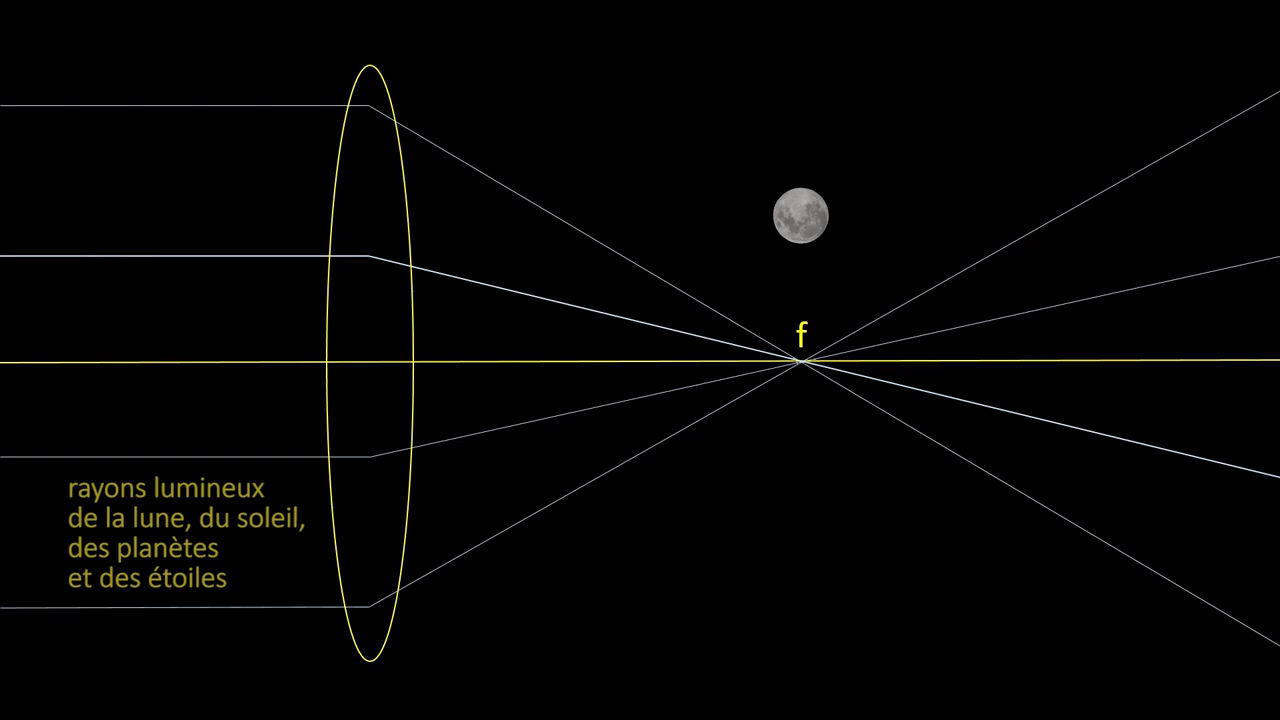 f
rayons lumineux
de la lune, du soleil,
des planètes
et des étoiles